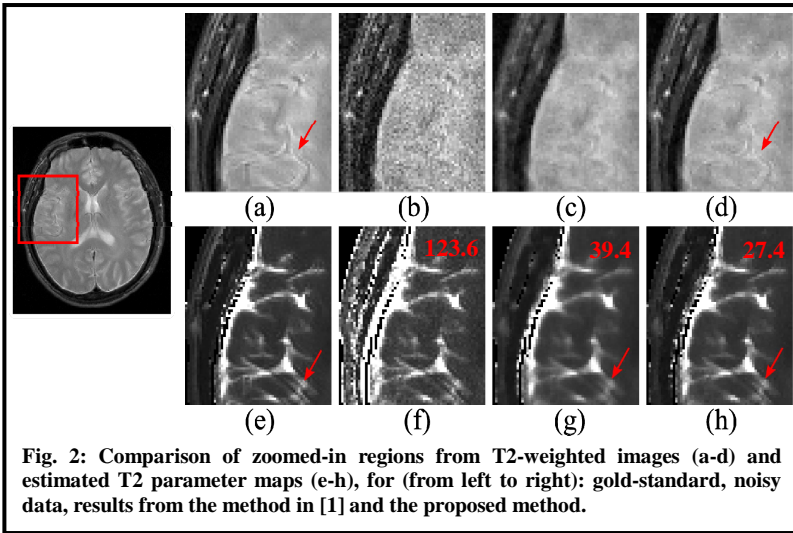 (a) (b) (c) (d)
123.6 39.4 27.4
(e) (f) (g) (h)
Fig. 2: Comparison of zoomed-in regions from T2-weighted images (a-d) and
estimated T2 parameter maps (e-h), for (from left to right): gold-standard, noisy
data, results from the method in [1] and the proposed method.